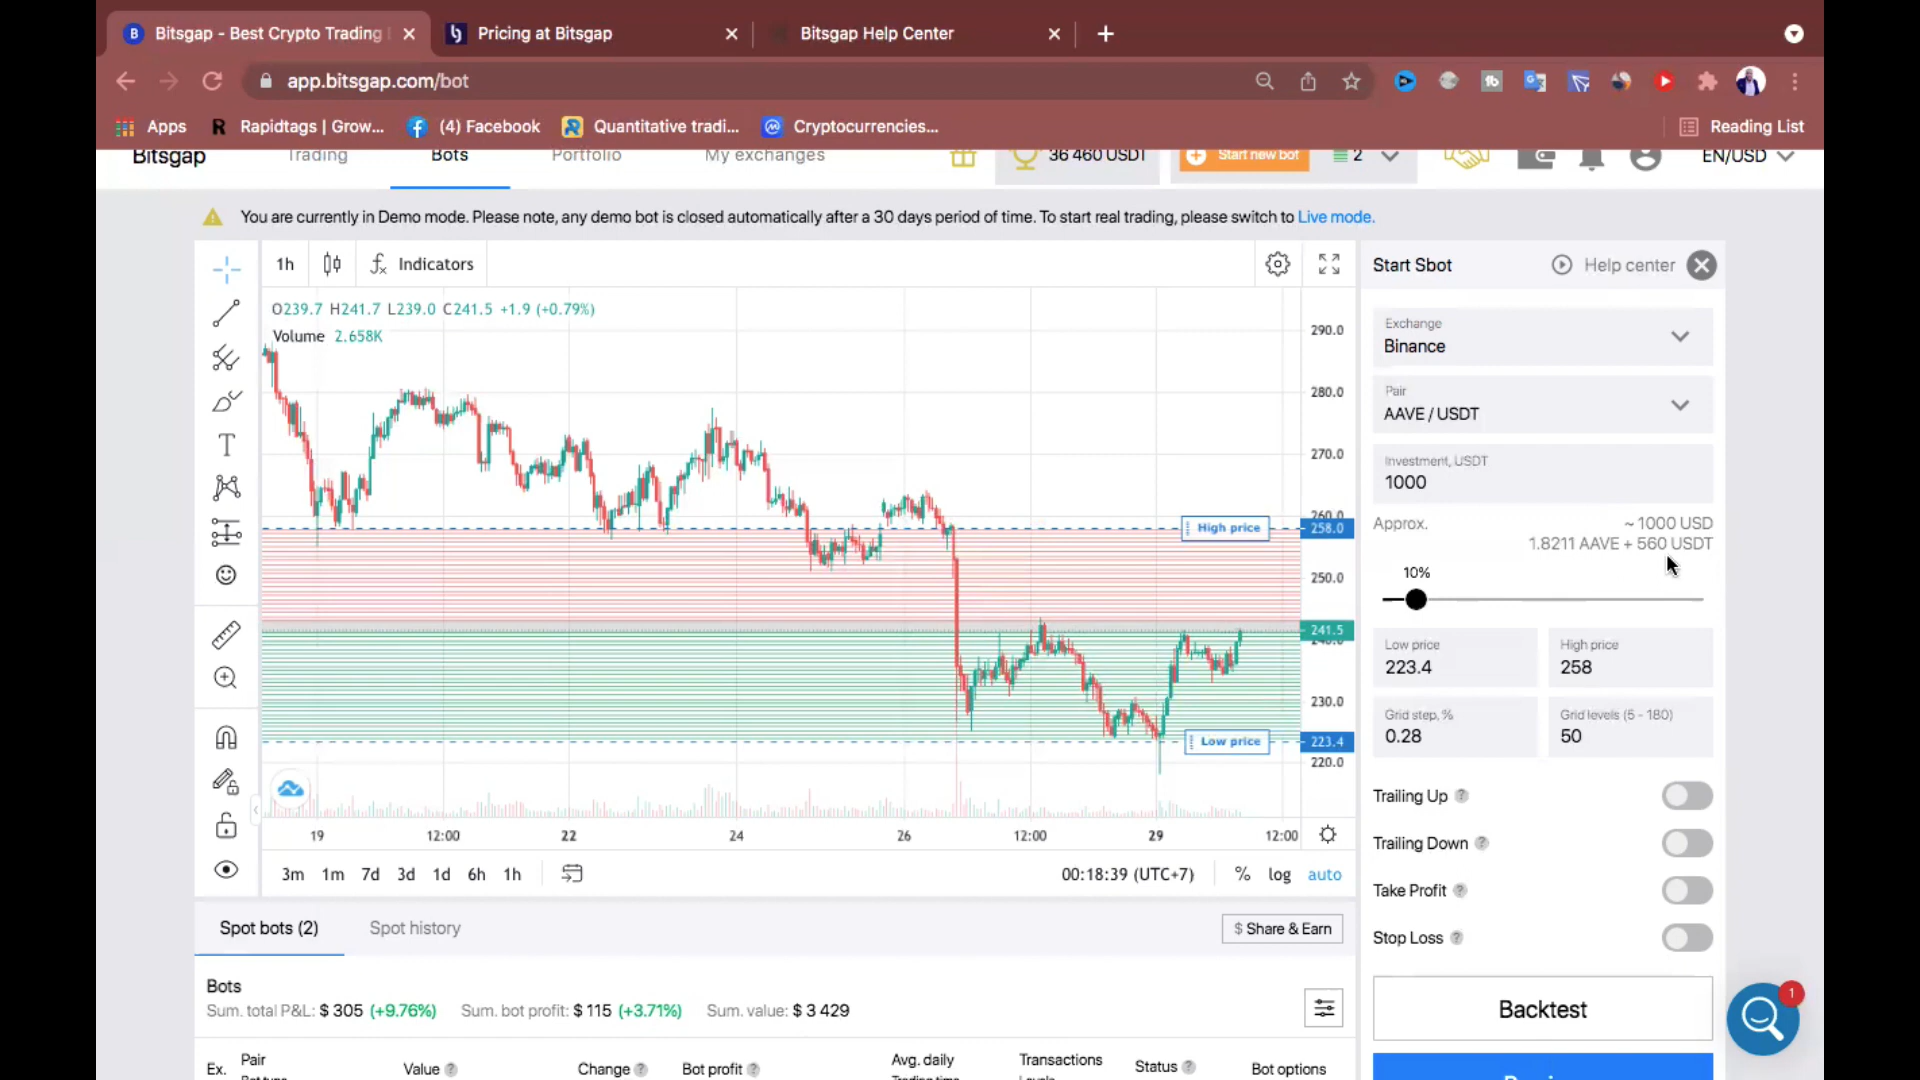 Bitsgap - Best Crypto Trading
Pricing at Bitsgap
Bitsgap Help Center
app.bitsgap.com/bot
Apps
Rapidtags | Grow...
(4) Facebook
Quantitative tradi...
Cryptocurrencies...
Reading List
Bitsgap
Trading
Bots
Portfolio
My exchanges
36 460 USDT
Start new bot
2
EN/USD
You are currently in Demo mode. Please note, any demo bot is closed automatically after a 30 days period of time. To start real trading, please switch to Live mode.
1h
Indicators
O239.7 H241.7 L239.0 C241.5 +1.9 (+0.79%)
Volume 2.658K
290.0
280.0
270.0
260.0
High price
258.0
250.0
241.5
240.0
230.0
Low price
223.4
220.0
19
12:00
22
24
26
12:00
29
12:00
3m 1m 7d 3d 1d 6h 1h
00:18:39 (UTC+7)
% log auto
Start Sbot
Help center
Exchange
Binance
Pair
AAVE / USDT
Investment, USDT
1000
Approx.
~ 1000 USD
1.8211 AAVE + 560 USDT
10%
Low price
223.4
High price
258
Grid step, %
0.28
Grid levels (5 - 180)
50
Trailing Up ?
Trailing Down ?
Take Profit ?
Stop Loss ?
Backtest
1
Spot bots (2)
Spot history
$ Share & Earn
Bots
Sum. total P&L: $ 305 (+9.76%) Sum. bot profit: $ 115 (+3.71%) Sum. value: $ 3 429
Ex.
Pair
Value ?
Change ?
Bot profit ?
Avg. daily
Transactions
Status ?
Bot options